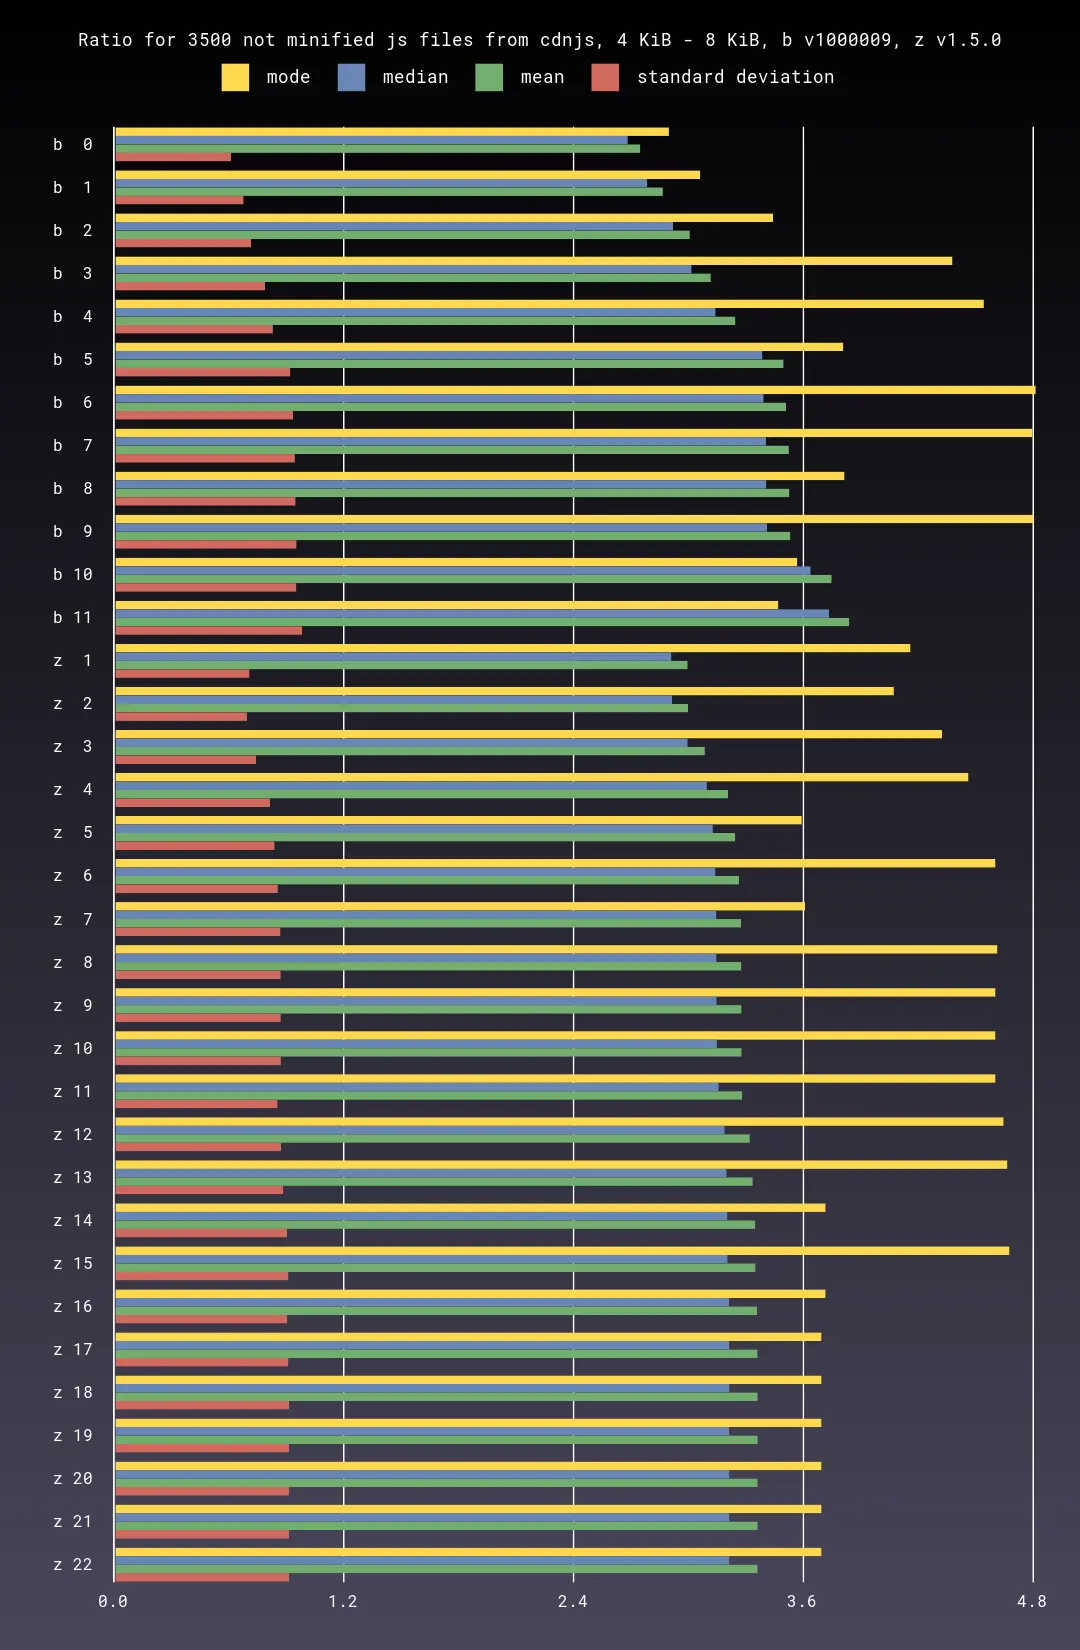 Ratio for 3500 not minified js files from cdnjs, 4 KiB - 8 KiB, b v1000009, z v1.5.0
mode median mean standard deviation
b 0
b 1
b 2
b 3
b 4
b 5
b 6
b 7
b 8
b 9
b 10
b 11
z 1
z 2
z 3
z 4
z 5
z 6
z 7
z 8
z 9
z 10
z 11
z 12
z 13
z 14
z 15
z 16
z 17
z 18
z 19
z 20
z 21
z 22
0.0 1.2 2.4 3.6 4.8